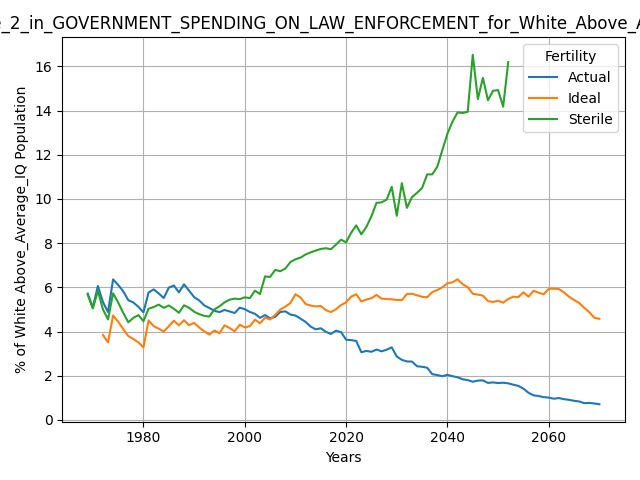 _2_in_GOVERNMENT_SPENDING_ON_LAW_ENFORCEMENT_for_White_Above_A
% of White Above_Average_IQ Population
16
14
12
10
8
6
4
2
0
1980
2000
2020
2040
2060
Years
Fertility
Actual
Ideal
Sterile